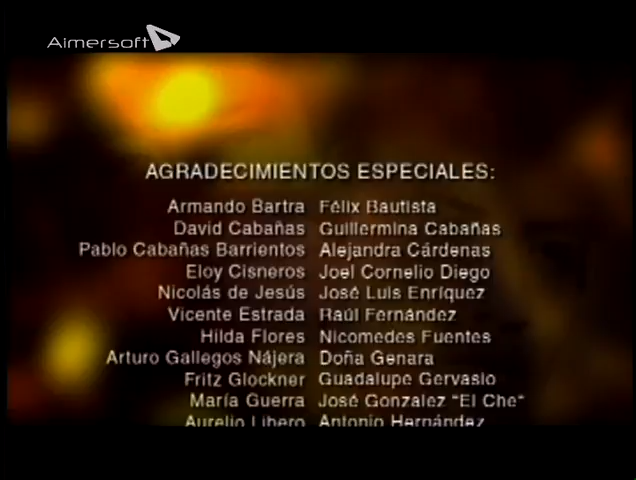 Aimersoft
AGRADECIMIENTOS ESPECIALES:
Armando Bartra Félix Bautista
David Cabañas Guillermina Cabañas
Pablo Cabañas Barrientos Alejandra Cárdenas
Eloy Cisneros Joel Cornelio Diego
Nicolás de Jesús José Luis Enríquez
Vicente Estrada Raúl Fernández
Hilda Flores Nicomedes Fuentes
Arturo Gallegos Nájera Doña Genara
Fritz Glockner Guadalupe Gervasio
María Guerra José Gonzalez "El Che"
Aurelio Libero Antonio Hernández